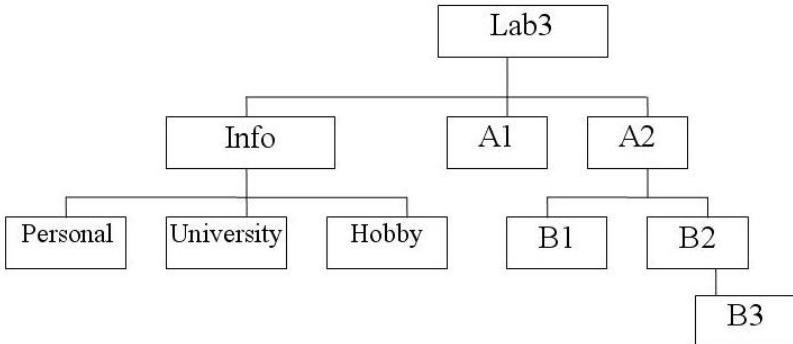 Lab3
Info
A1
A2
Personal
University
Hobby
B1
B2
B3